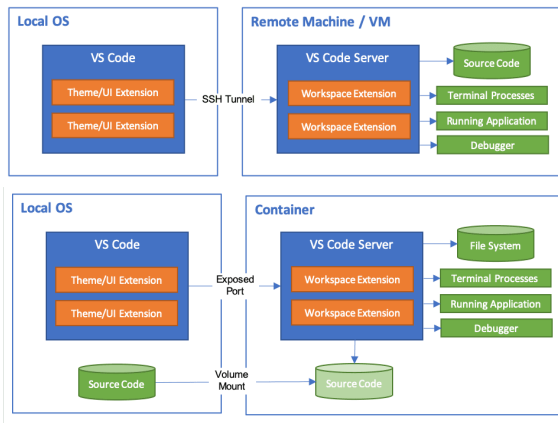 Local OS
VS Code
Theme/UI Extension
Theme/UI Extension
SSH Tunnel
Remote Machine / VM
VS Code Server
Workspace Extension
Workspace Extension
Source Code
Terminal Processes
Running Application
Debugger
Local OS
VS Code
Theme/UI Extension
Theme/UI Extension
Source Code
Exposed
Port
Volume
Mount
Container
VS Code Server
Workspace Extension
Workspace Extension
File System
Terminal Processes
Running Application
Debugger
Source Code